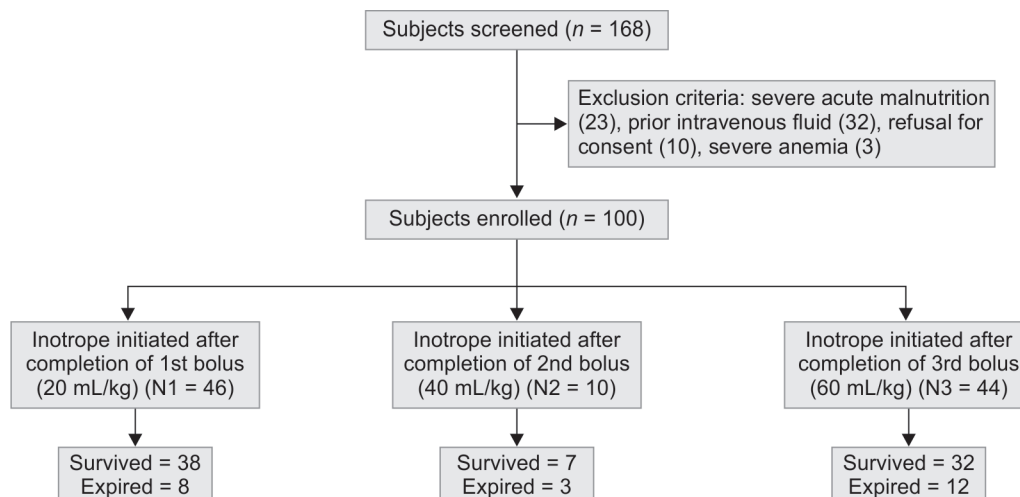 Subjects screened (n = 168)
Exclusion criteria: severe acute malnutrition
(23), prior intravenous fluid (32), refusal for
consent (10), severe anemia (3)
Subjects enrolled (n = 100)
Inotrope initiated after
completion of 1st bolus
(20 mL/kg) (N1 = 46)
Inotrope initiated after
completion of 2nd bolus
(40 mL/kg) (N2 = 10)
Inotrope initiated after
completion of 3rd bolus
(60 mL/kg) (N3 = 44)
Survived = 38
Expired = 8
Survived = 7
Expired = 3
Survived = 32
Expired = 12